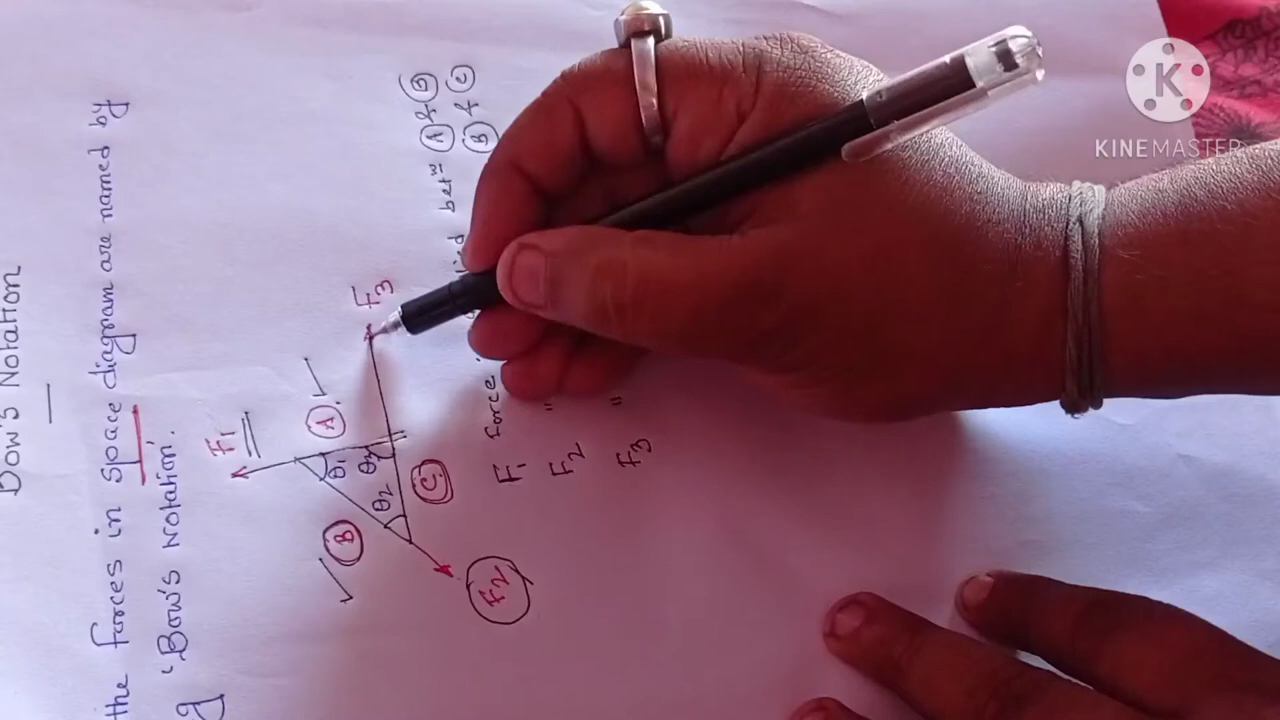 Bow's Notation
the forces in space diagram are named by
g 'Bow's Notation'.
F1
A
B
C
θ1
θ2
θ3
F2
F3
F1 force betn A & B
F2 " B & C
F3 "
KINEMASTER